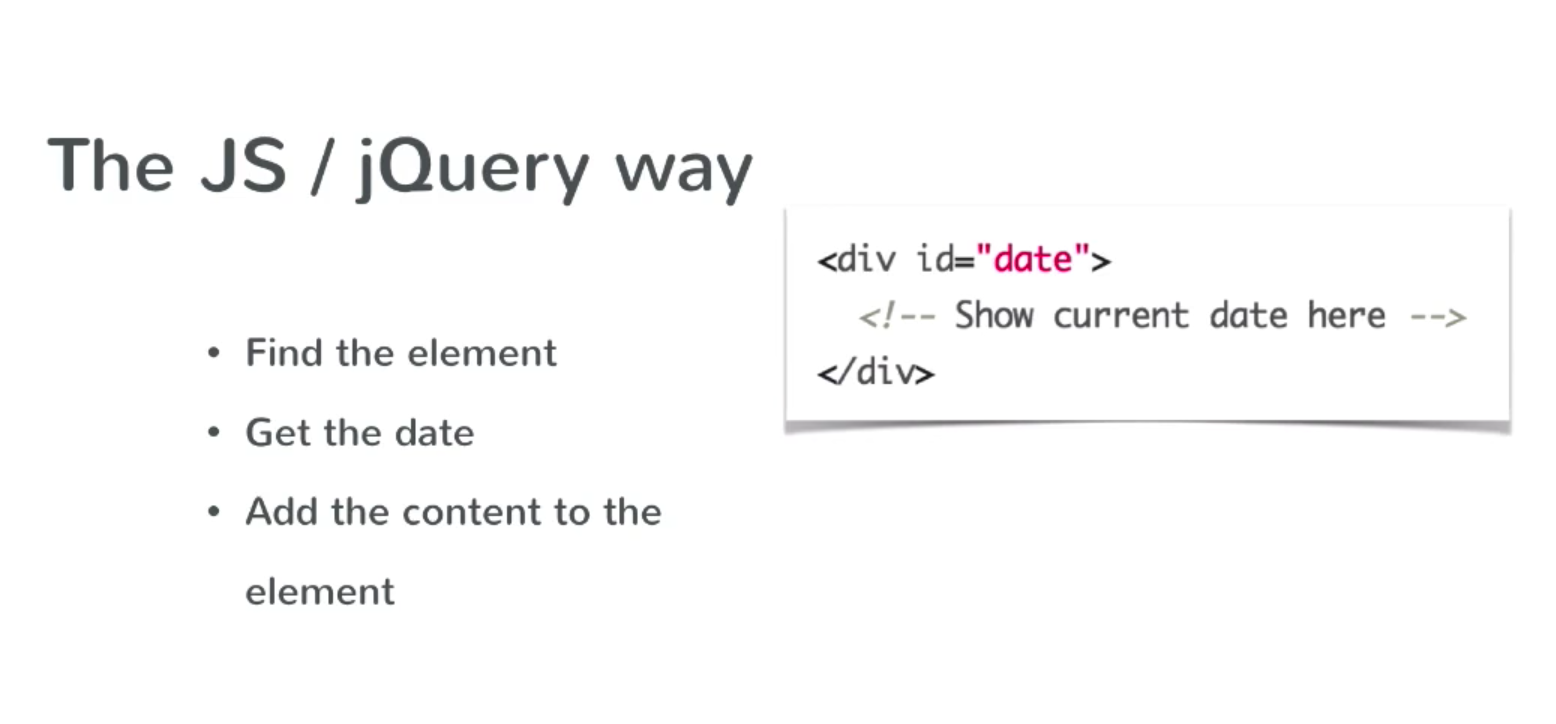 The JS / jQuery way
<div id="date">
<!-- Show current date here -->
</div>
• Find the element
• Get the date
• Add the content to the
element